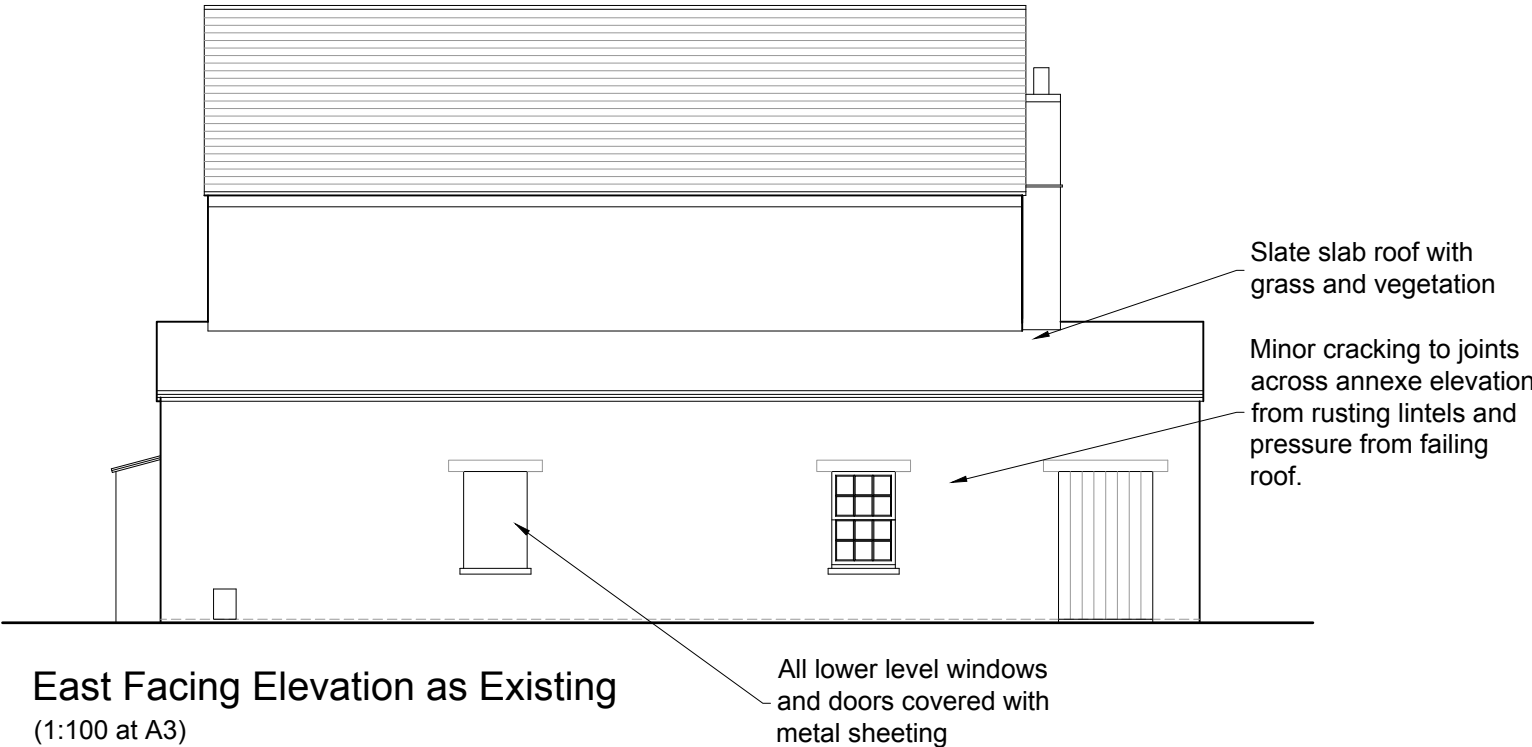 Slate slab roof with
grass and vegetation
Minor cracking to joints
across annexe elevation
from rusting lintels and
pressure from failing
roof.
All lower level windows
and doors covered with
metal sheeting
East Facing Elevation as Existing
(1:100 at A3)